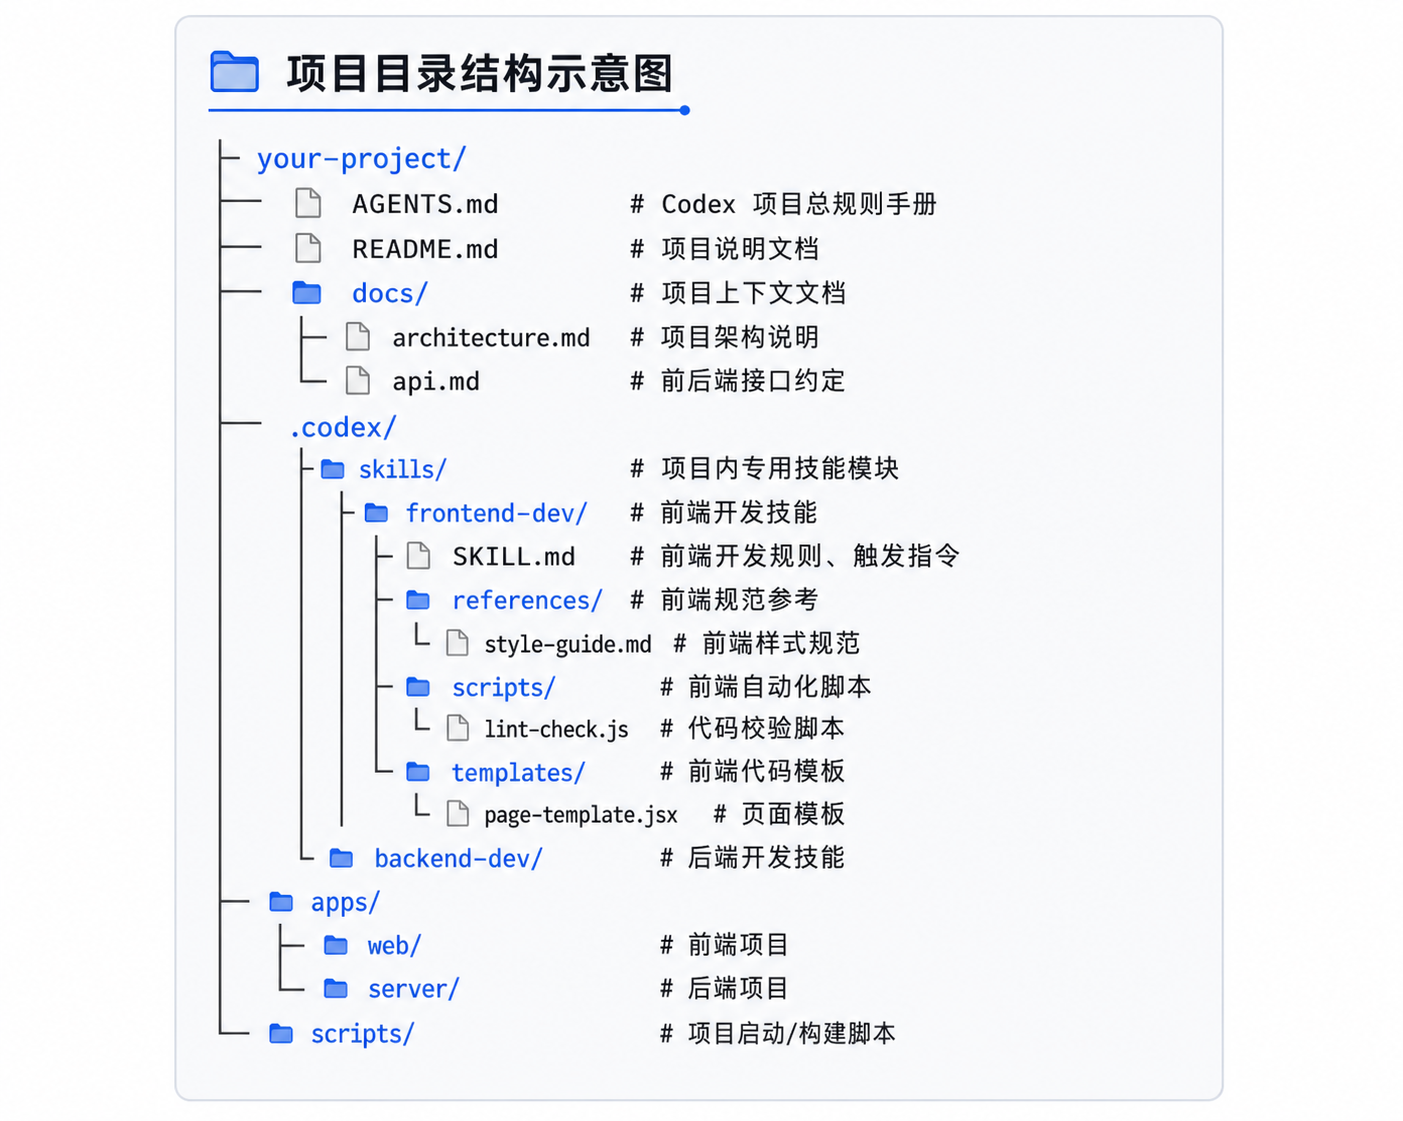 项目目录结构示意图
your-project/
AGENTS.md # Codex 项目总规则手册
README.md # 项目说明文档
docs/ # 项目上下文文档
architecture.md # 项目架构说明
api.md # 前后端接口约定
.codex/
skills/ # 项目内专用技能模块
frontend-dev/ # 前端开发技能
SKILL.md # 前端开发规则、触发指令
references/ # 前端规范参考
style-guide.md # 前端样式规范
scripts/ # 前端自动化脚本
lint-check.js # 代码校验脚本
templates/ # 前端代码模板
page-template.jsx # 页面模板
backend-dev/ # 后端开发技能
apps/
web/ # 前端项目
server/ # 后端项目
scripts/ # 项目启动/构建脚本